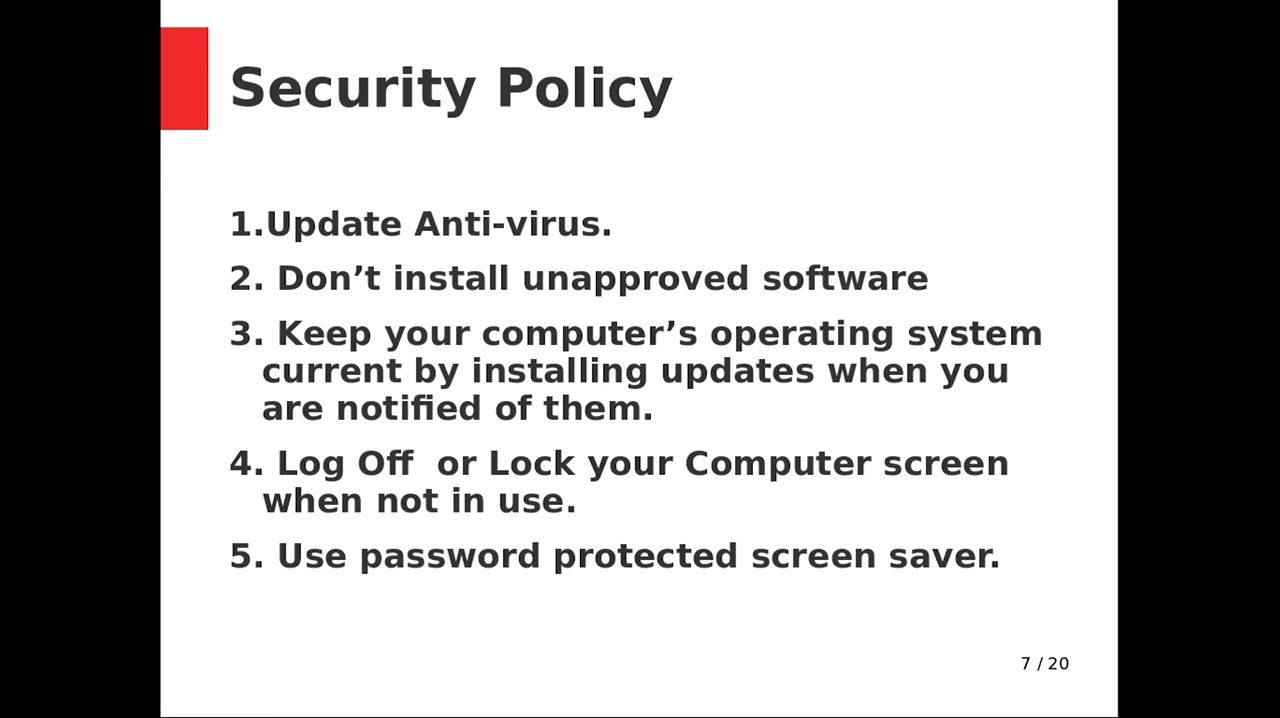 Security Policy
1.Update Anti-virus.
2. Don’t install unapproved software
3. Keep your computer’s operating system
current by installing updates when you
are notified of them.
4. Log Off  or Lock your Computer screen
when not in use.
5. Use password protected screen saver.
7 / 20